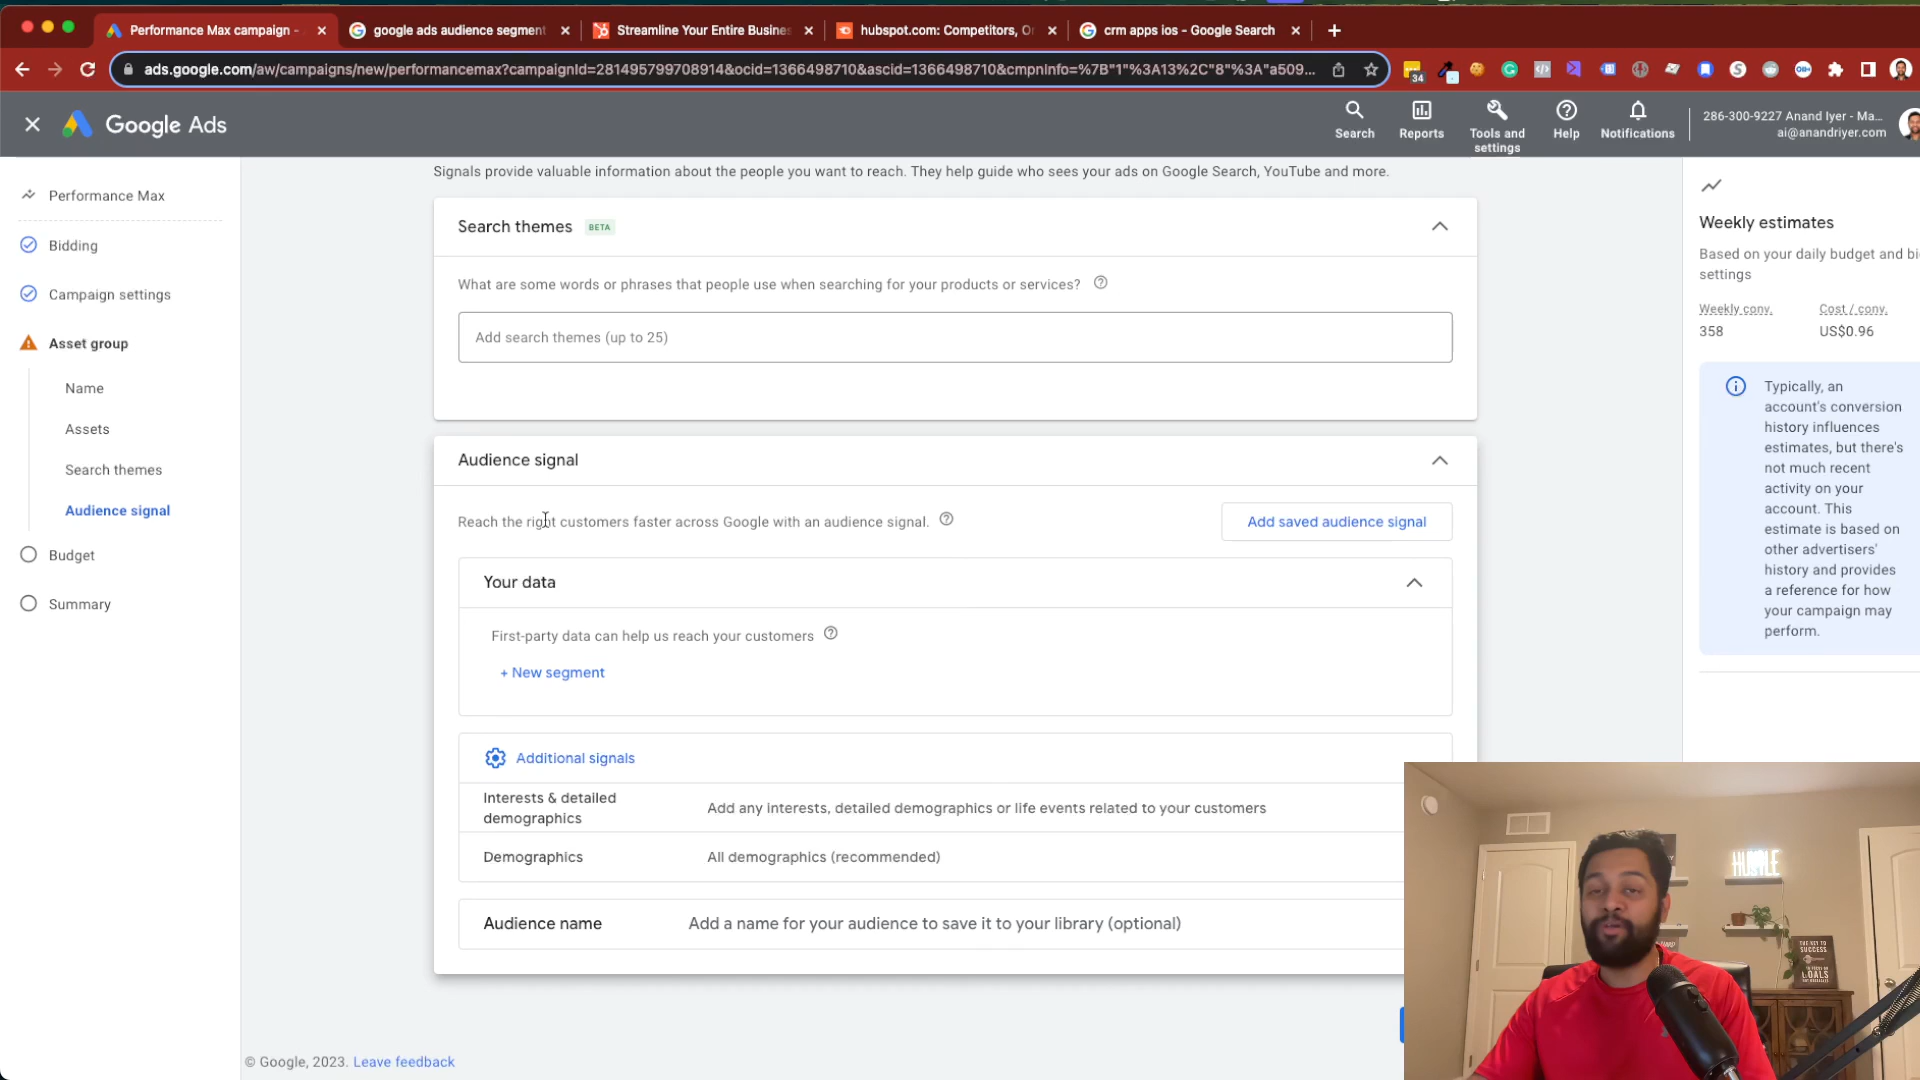 Performance Max campaign -
google ads audience segment
Streamline Your Entire Busines
hubspot.com: Competitors, O
crm apps ios - Google Search
ads.google.com/aw/campaigns/new/performancemax?campaignId=281495799708914&ocid=1366498710&ascid=1366498710&cmpnInfo=%7B"1"%3A13%2C"8"%3A"a509...
34
Google Ads
Search
Reports
Tools and settings
Help
Notifications
286-300-9227 Anand Iyer - Ma...
ai@anandriyer.com
Performance Max
Bidding
Campaign settings
Asset group
Name
Assets
Search themes
Audience signal
Budget
Summary
Signals provide valuable information about the people you want to reach. They help guide who sees your ads on Google Search, YouTube and more.
Search themes BETA
What are some words or phrases that people use when searching for your products or services?
Add search themes (up to 25)
Audience signal
Reach the right customers faster across Google with an audience signal.
Add saved audience signal
Your data
First-party data can help us reach your customers
+ New segment
Additional signals
Interests & detailed demographics
Add any interests, detailed demographics or life events related to your customers
Demographics
All demographics (recommended)
Audience name
Add a name for your audience to save it to your library (optional)
© Google, 2023. Leave feedback
Weekly estimates
Based on your daily budget and bi
settings
Weekly conv.
Cost / conv.
358
US$0.96
Typically, an
account's conversion
history influences
estimates, but there's
not much recent
activity on your
account. This
estimate is based on
other advertisers'
history and provides
a reference for how
your campaign may
perform.
HUSTLE
THE KEY TO
SUCCESS
GOALS